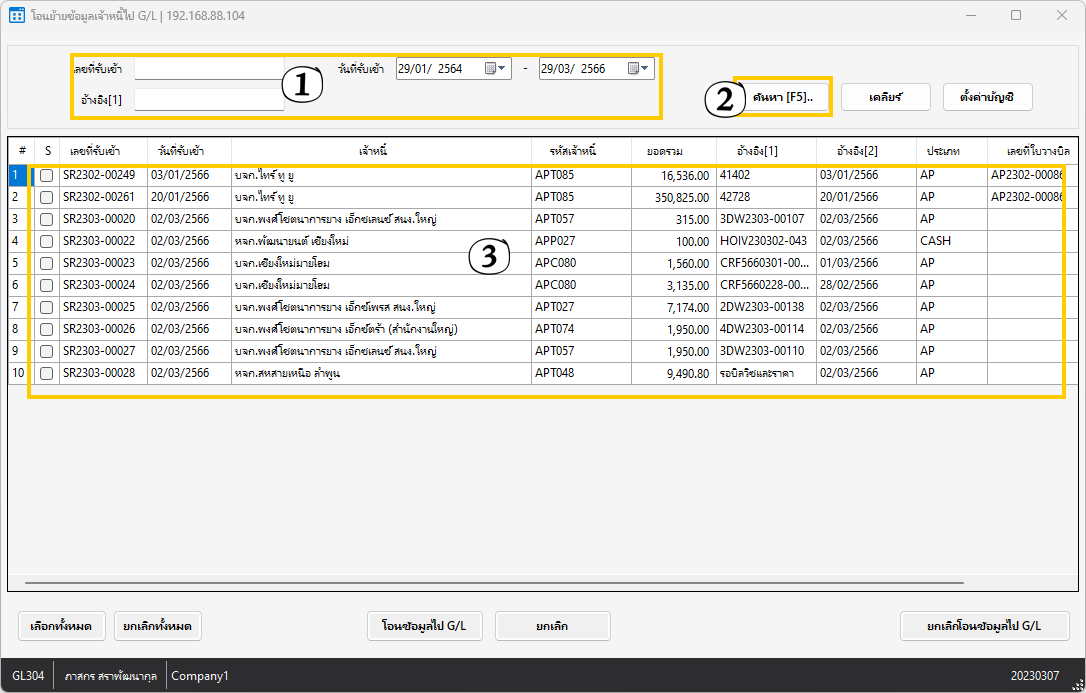 โอนย้ายข้อมูลเจ้าหนี้ไป G/L | 192.168.88.104
เลขที่รับเข้า 1 วันที่รับเข้า 29/01/ 2564 - 29/03/ 2566
อ้างอิง[1] 2 ค้นหา [F5].. เคลียร์ ตั้งค่าบัญชี
# S เลขที่รับเข้า วันที่รับเข้า เจ้าหนี้ รหัสเจ้าหนี้ ยอดรวม อ้างอิง[1] อ้างอิง[2] ประเภท เลขที่ใบวางบิล
1 SR2302-00249 03/01/2566 บจก.ไทร์ ทู ยู APT085 16,536.00 41402 03/01/2566 AP AP2302-00086
2 SR2302-00261 20/01/2566 บจก.ไทร์ ทู ยู APT085 350,825.00 42728 20/01/2566 AP AP2302-00086
3 SR2303-00020 02/03/2566 บจก.พงศ์โชตนาการยาง เอ็กซเลนซ์ สนง.ใหญ่ APT057 315.00 3DW2303-00107 02/03/2566 AP
4 SR2303-00022 02/03/2566 หจก.พัฒนายนต์ เชียงใหม่ APP027 100.00 HOIV230302-043 02/03/2566 CASH
3
5 SR2303-00023 02/03/2566 บจก.เชียงใหม่มายโฮม APC080 1,560.00 CRF5660301-00... 01/03/2566 AP
6 SR2303-00024 02/03/2566 บจก.เชียงใหม่มายโฮม APC080 3,135.00 CRF5660228-00... 28/02/2566 AP
7 SR2303-00025 02/03/2566 บจก.พงศ์โชตนาการยาง เอ็กซ์เพรส สนง.ใหญ่ APT027 7,174.00 2DW2303-00138 02/03/2566 AP
8 SR2303-00026 02/03/2566 บจก.พงศ์โชตนาการยาง เอ็กซ์ตร้า (สำนักงานใหญ่) APT074 1,950.00 4DW2303-00114 02/03/2566 AP
9 SR2303-00027 02/03/2566 บจก.พงศ์โชตนาการยาง เอ็กซเลนซ์ สนง.ใหญ่ APT057 1,950.00 3DW2303-00110 02/03/2566 AP
10 SR2303-00028 02/03/2566 หจก.สหสายเหนือ ลำพูน APT048 9,490.80 รอบิลวิชและราคา 02/03/2566 AP
เลือกทั้งหมด ยกเลิกทั้งหมด โอนข้อมูลไป G/L ยกเลิก ยกเลิกโอนข้อมูลไป G/L
GL304 ภาสกร สราพัฒนากุล Company1 20230307